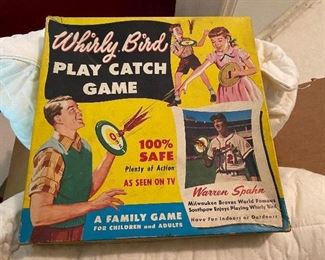 Whirly Bird
PLAY CATCH
GAME
100% SAFE
Plenty of Action
AS SEEN ON TV
Warren Spahn
Milwaukee Braves World Famous
Southpaw Enjoys Playing Whirly Bird
Have Fun Indoors or Outdoors
A FAMILY GAME
FOR CHILDREN and ADULTS